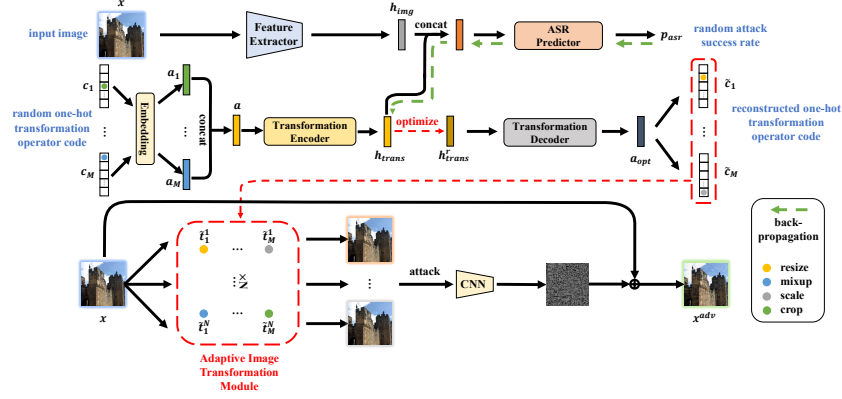 x
input image
Feature
Extractor
h_img
concat
ASR
Predictor
p_asr
random attack
success rate
c_1
random one-hot
transformation
operator code
...
c_M
Embedding
a_1
...
a_M
concat
a
Transformation
Encoder
h_trans
optimize
h^r_trans
Transformation
Decoder
a_opt
c̃_1
...
c̃_M
reconstructed one-hot
transformation
operator code
x
t̃^1_1 ... t̃^1_M
... ×N
t̃^N_1 ... t̃^N_M
Adaptive Image
Transformation
Module
...
attack
CNN
x^adv
back-
propagation
resize
mixup
scale
crop